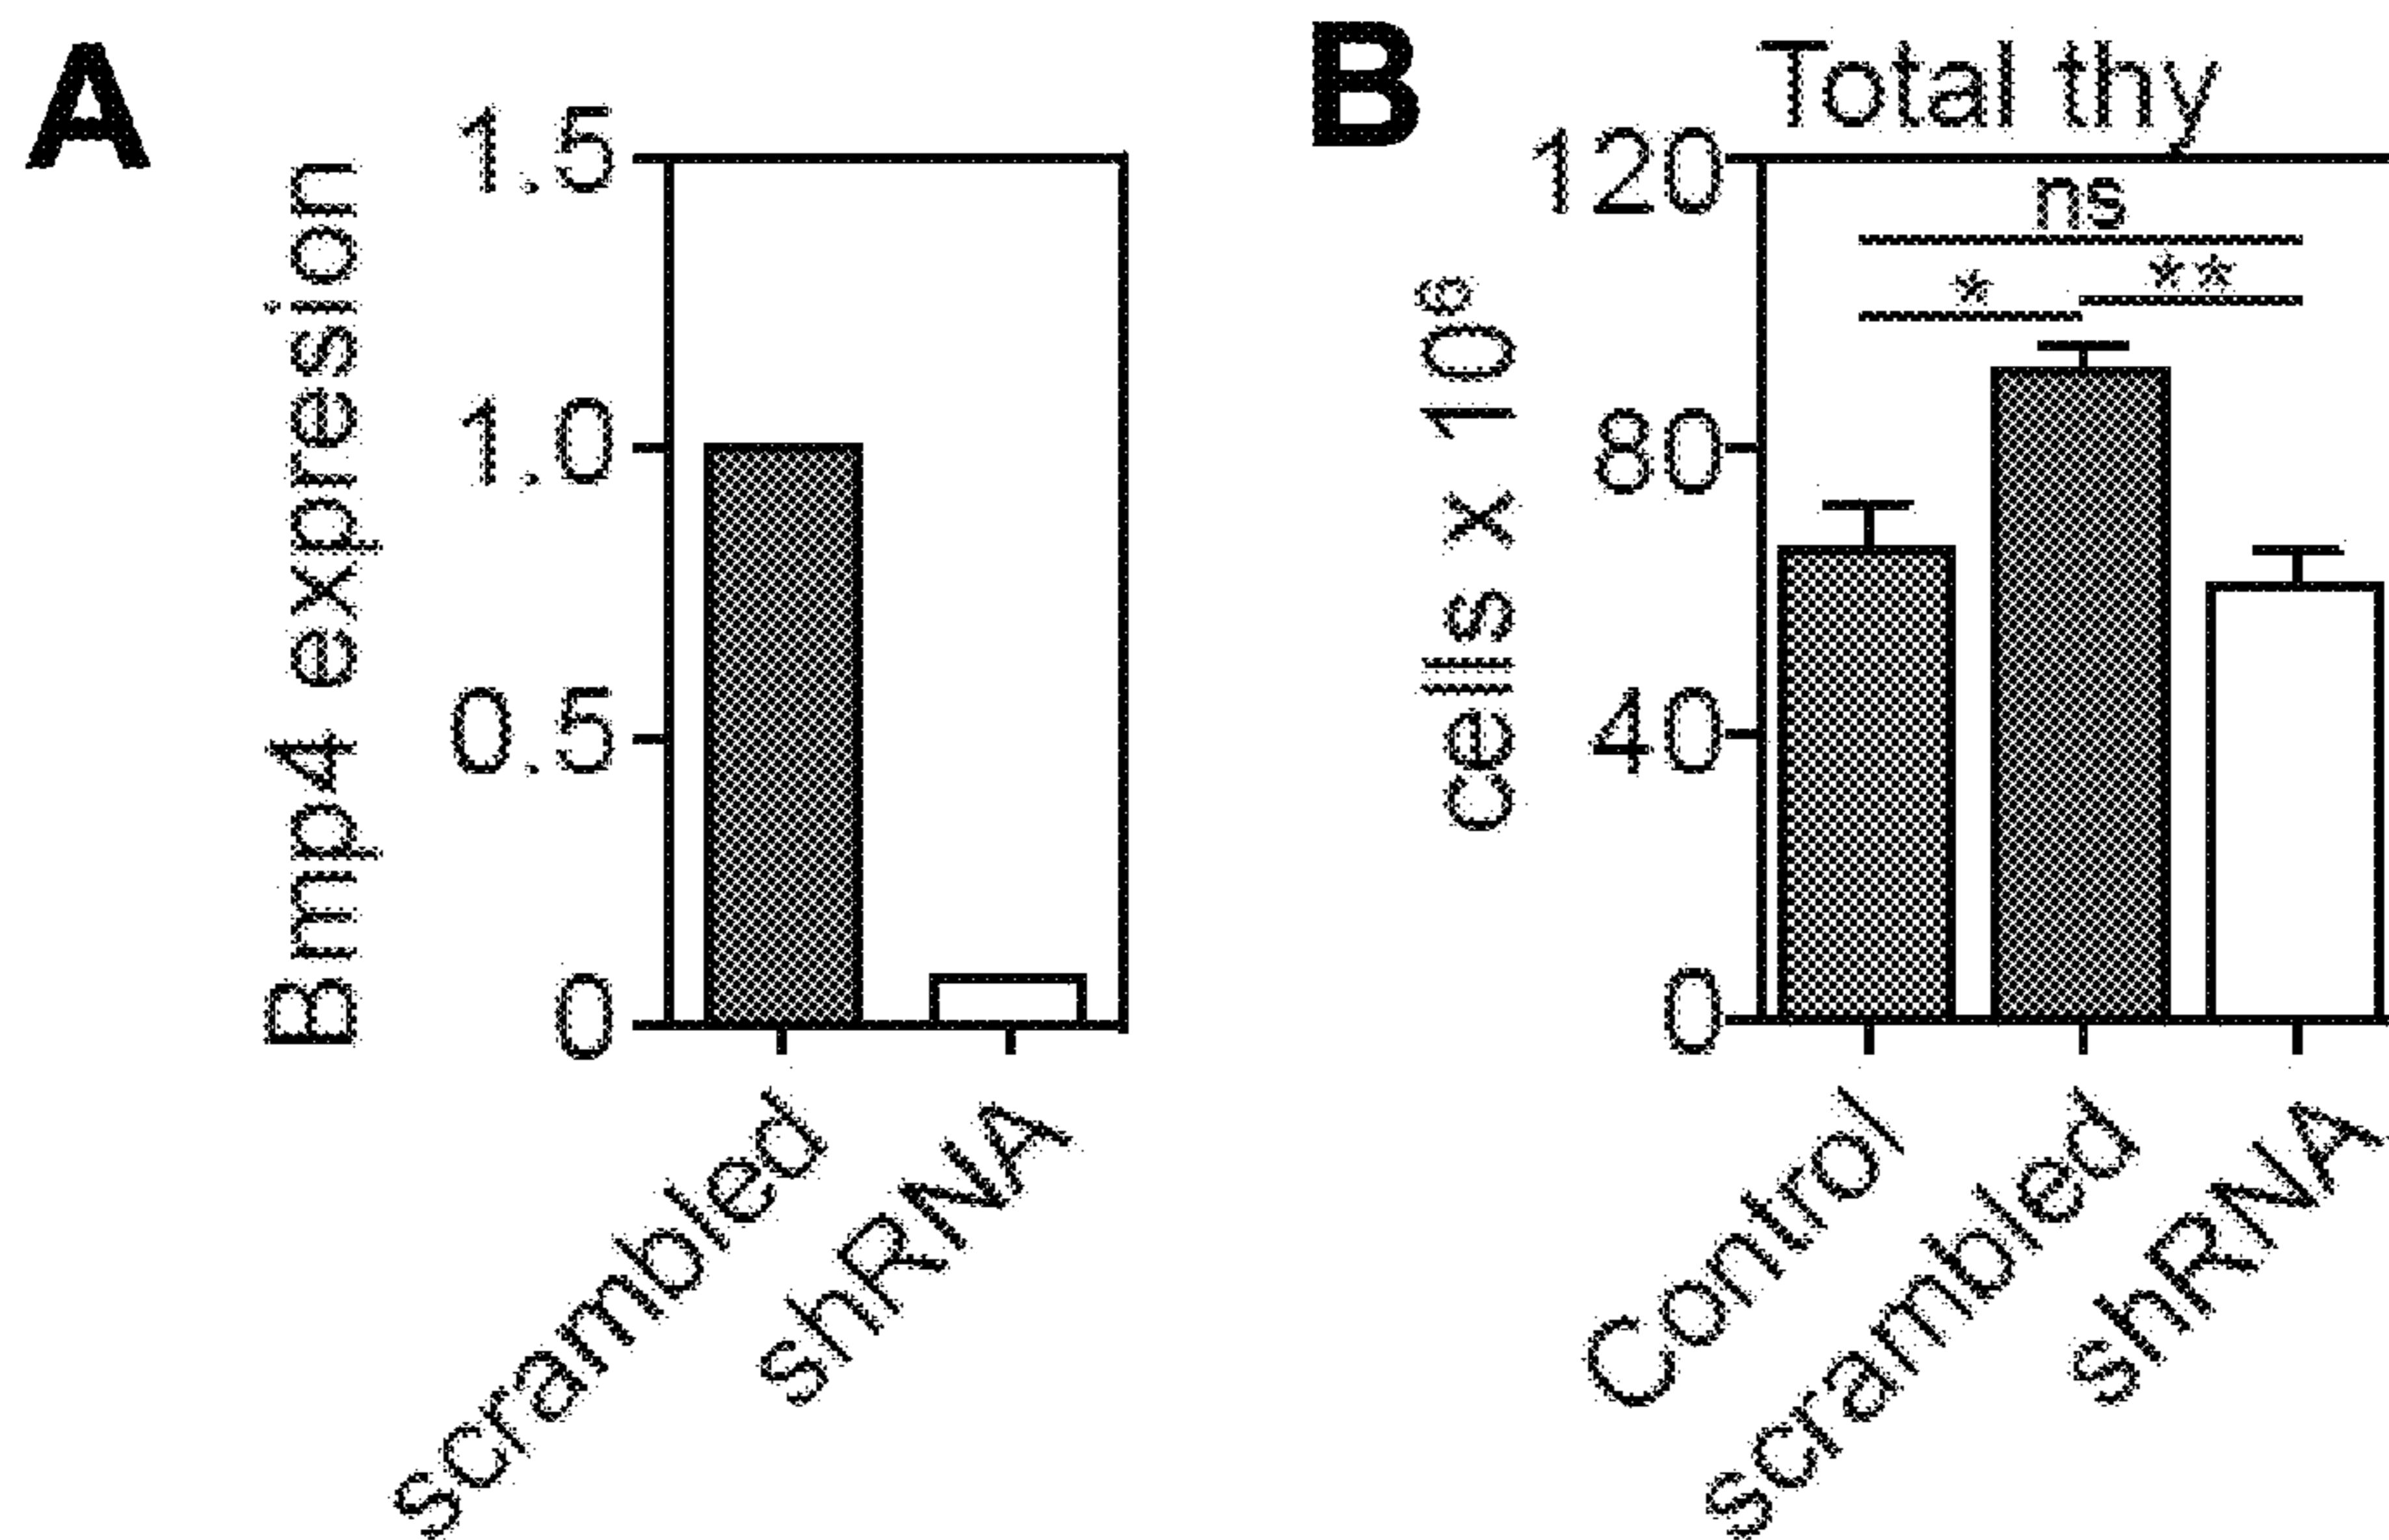 A
Bmp4 expression
1.5
1.0
0.5
0
scrambled
shRNA
B
Total thy
cells x 10⁶
120
80
40
0
ns
*
**
Control
scrambled
shRNA